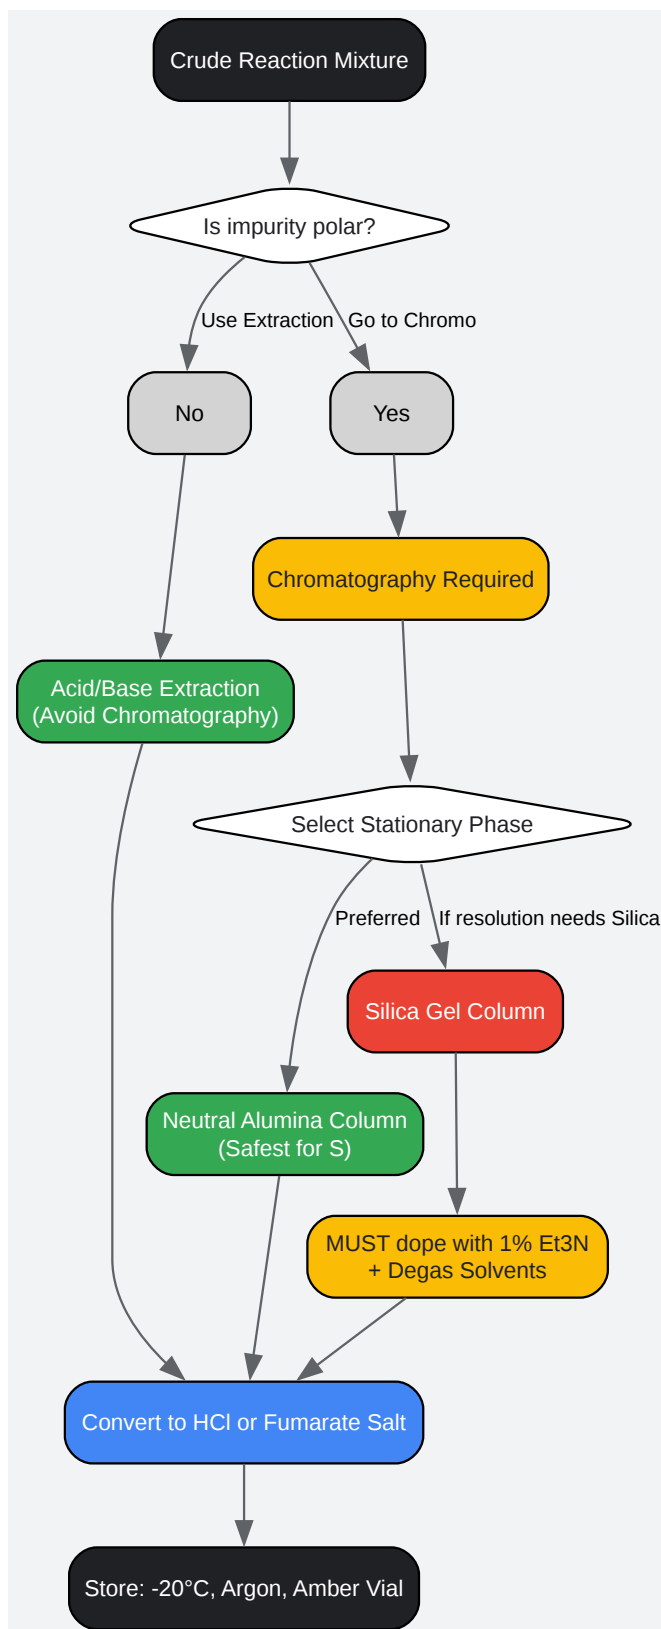 Crude Reaction Mixture
Is impurity polar?
Use Extraction
Go to Chromo
No
Yes
Chromatography Required
Acid/Base Extraction
(Avoid Chromatography)
Select Stationary Phase
Preferred
If resolution needs Silica
Silica Gel Column
Neutral Alumina Column
(Safest for S)
MUST dope with 1% Et3N
+ Degas Solvents
Convert to HCl or Fumarate Salt
Store: -20°C, Argon, Amber Vial